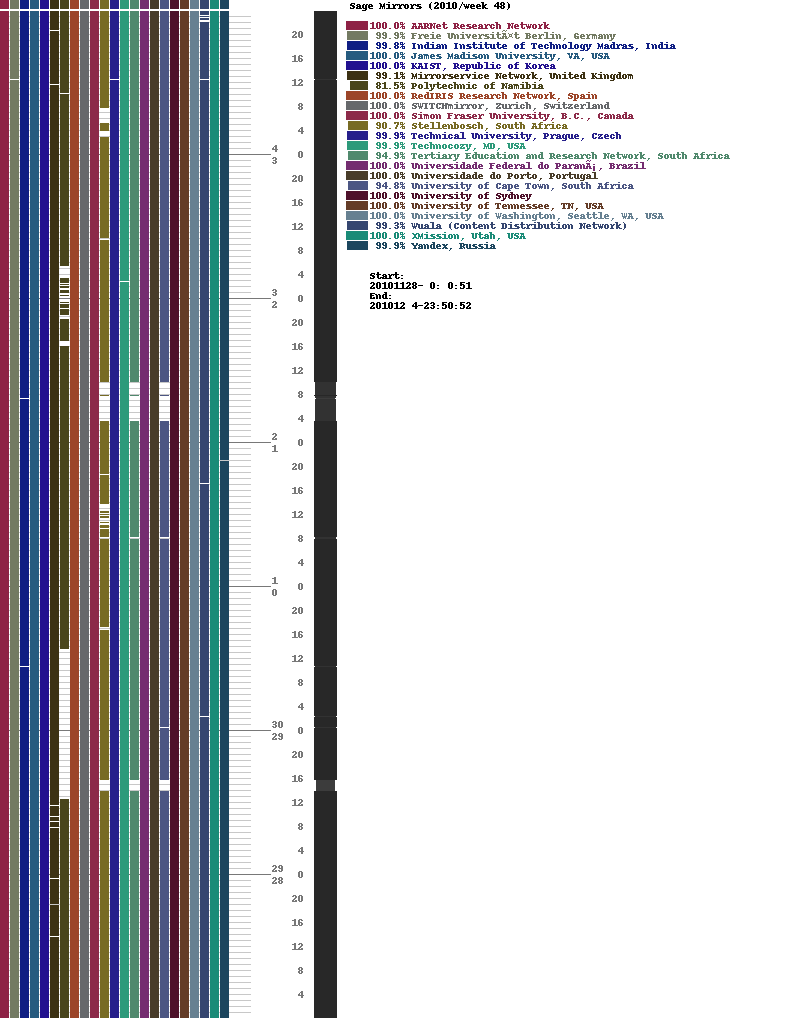 Sage Mirrors (2010/week 48)
100.0% AARNet Research Network
99.9% Freie UniversitÃ¤t Berlin, Germany
99.8% Indian Institute of Technology Madras, India
100.0% James Madison University, VA, USA
100.0% KAIST, Republic of Korea
99.1% Mirrorservice Network, United Kingdom
81.5% Polytechnic of Namibia
100.0% RedIRIS Research Network, Spain
100.0% SWITCHmirror, Zurich, Switzerland
100.0% Simon Fraser University, B.C., Canada
90.7% Stellenbosch, South Africa
99.9% Technical University, Prague, Czech
99.9% Technocozy, MD, USA
94.9% Tertiary Education and Research Network, South Africa
100.0% Universidade Federal do ParanÃ¡, Brazil
100.0% Universidade do Porto, Portugal
94.8% University of Cape Town, South Africa
100.0% University of Sydney
100.0% University of Tennessee, TN, USA
100.0% University of Washington, Seattle, WA, USA
99.3% Wuala (Content Distribution Network)
100.0% XMission, Utah, USA
99.9% Yandex, Russia
Start:
20101128- 0: 0:51
End:
201012 4-23:50:52
20
16
12
8
4
4
0
3
20
16
12
8
4
3
0
2
20
16
12
8
4
2
0
1
20
16
12
8
4
1
0
0
20
16
12
8
4
30
0
29
20
16
12
8
4
29
0
28
20
16
12
8
4